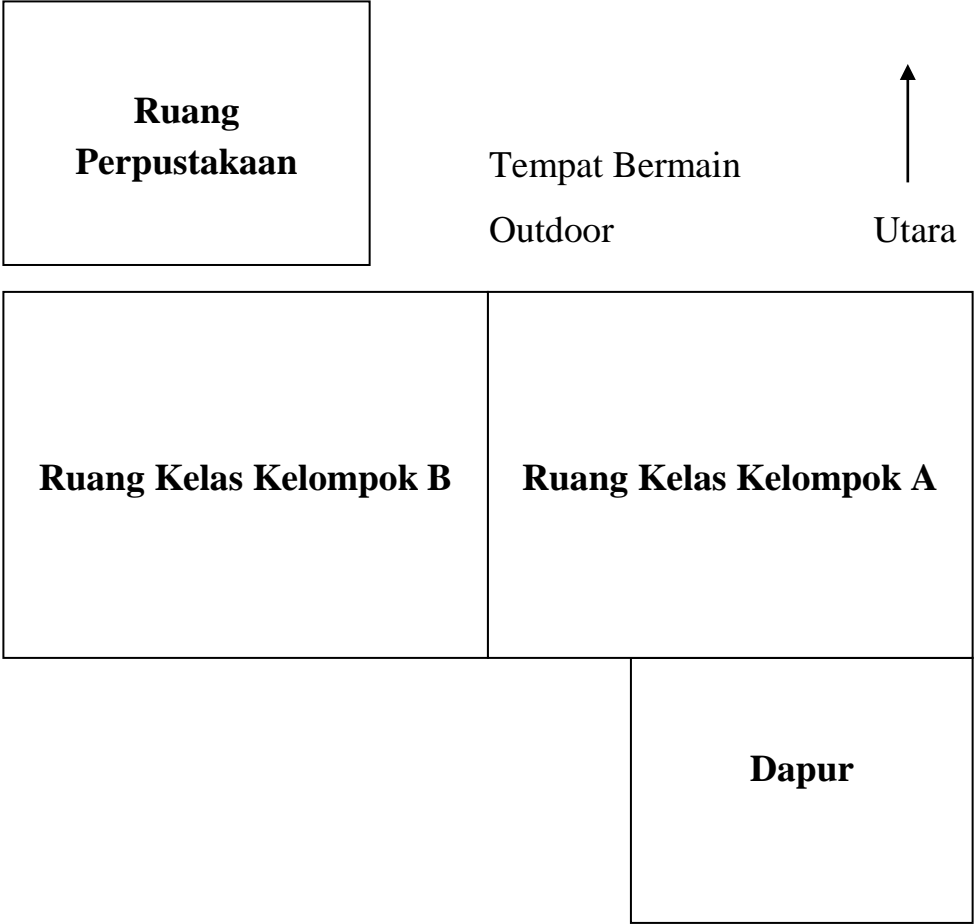 Ruang
Perpustakaan
Tempat Bermain
Outdoor
Utara
Ruang Kelas Kelompok B
Ruang Kelas Kelompok A
Dapur